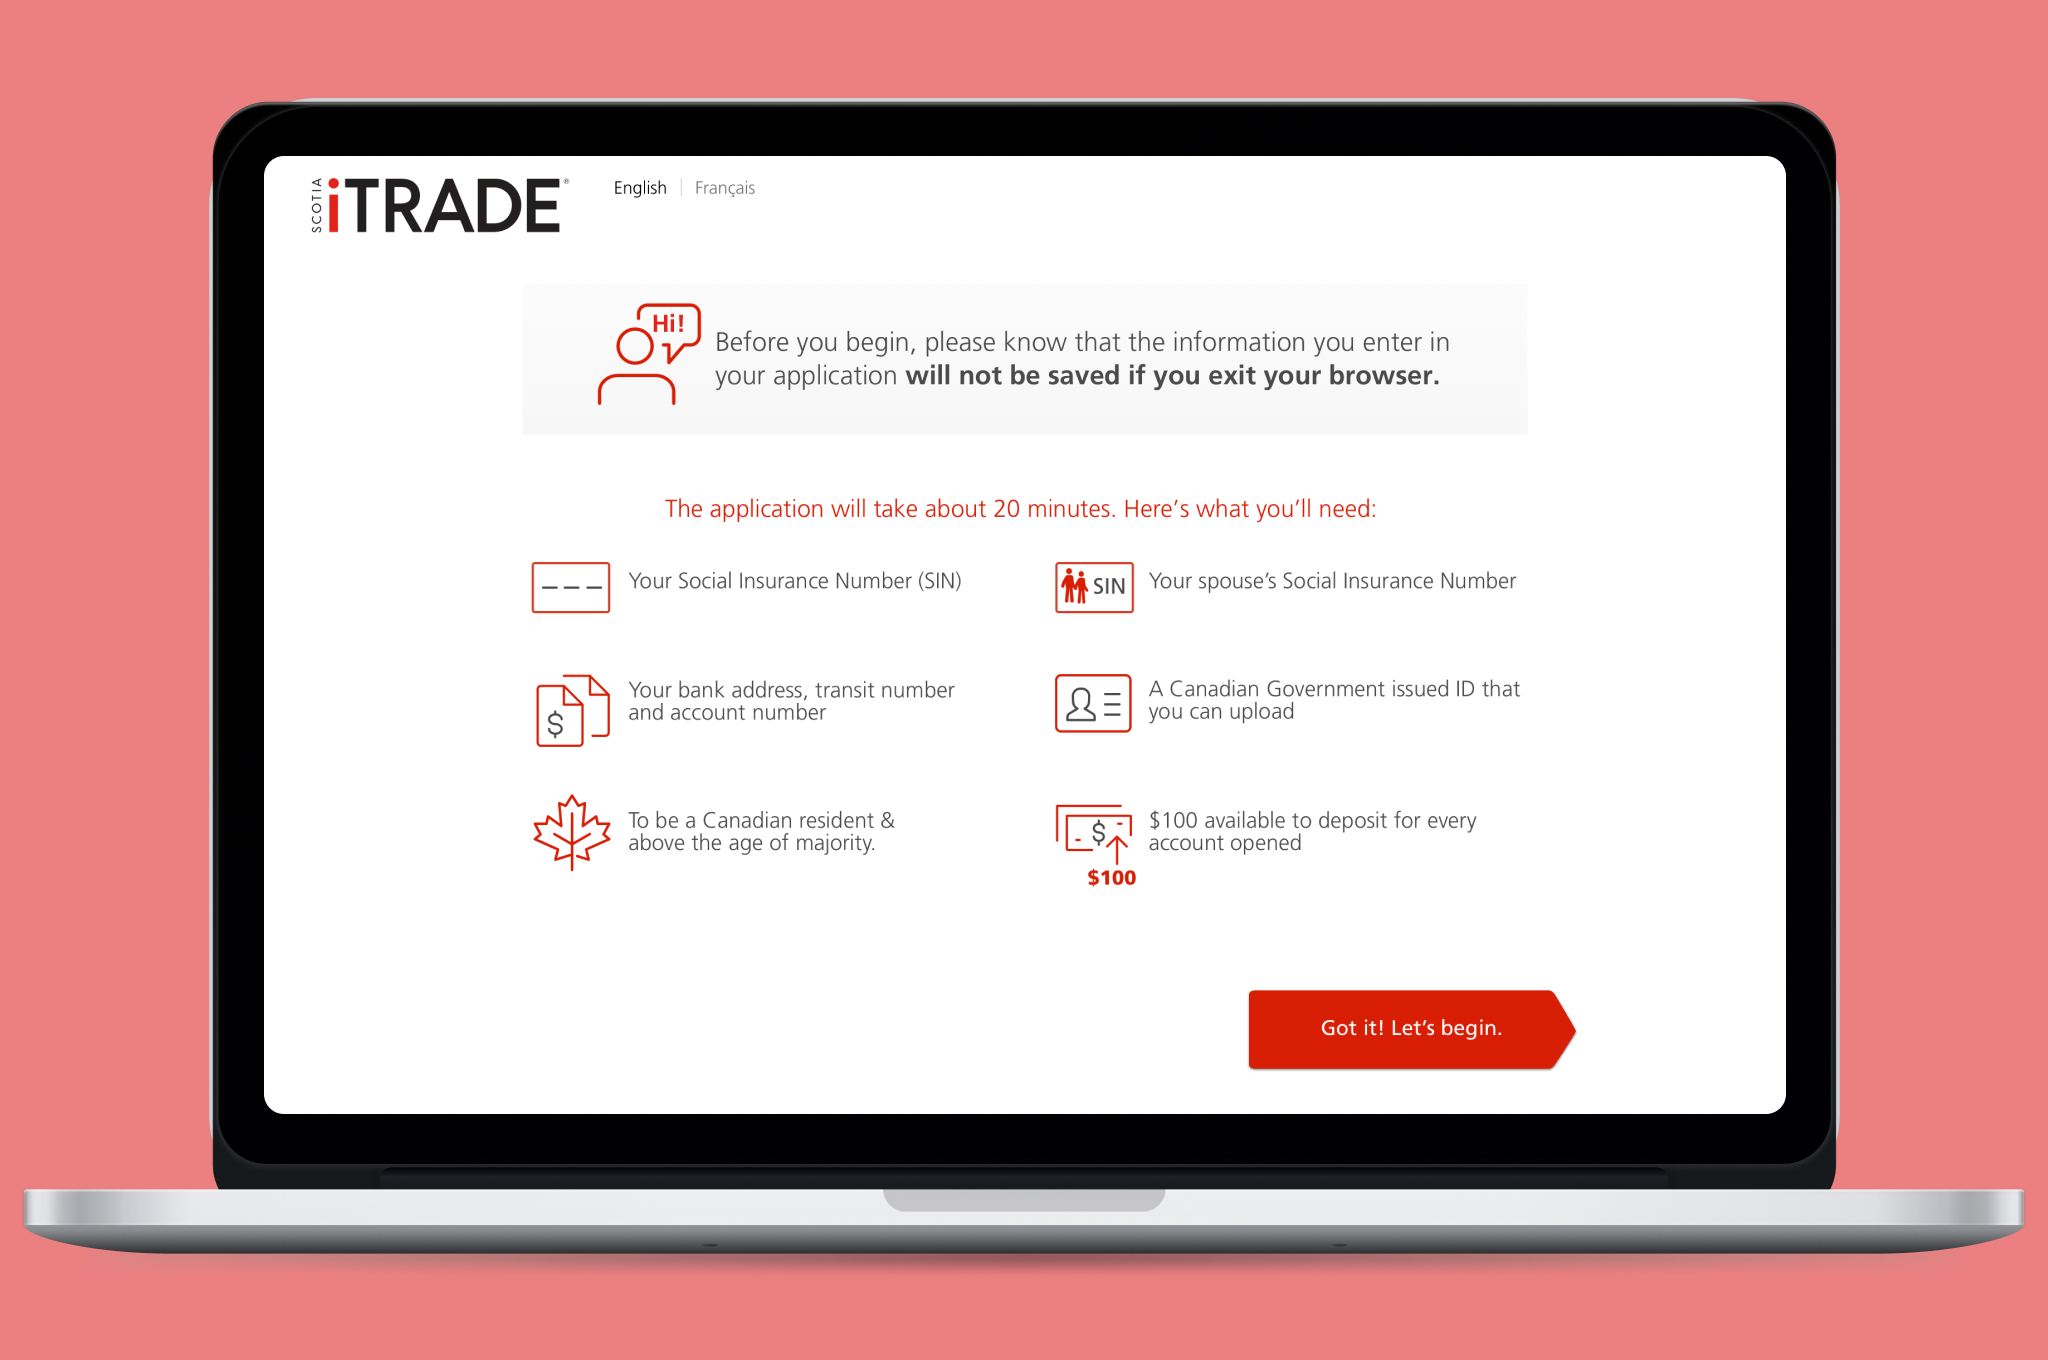 SCOTIA
iTRADE®
English | Français
Hi!
Before you begin, please know that the information you enter in
your application will not be saved if you exit your browser.
The application will take about 20 minutes. Here's what you'll need:
Your Social Insurance Number (SIN)
SIN
Your spouse's Social Insurance Number
$
Your bank address, transit number
and account number
A Canadian Government issued ID that
you can upload
To be a Canadian resident &
above the age of majority.
$
$100
$100 available to deposit for every
account opened
Got it! Let's begin.